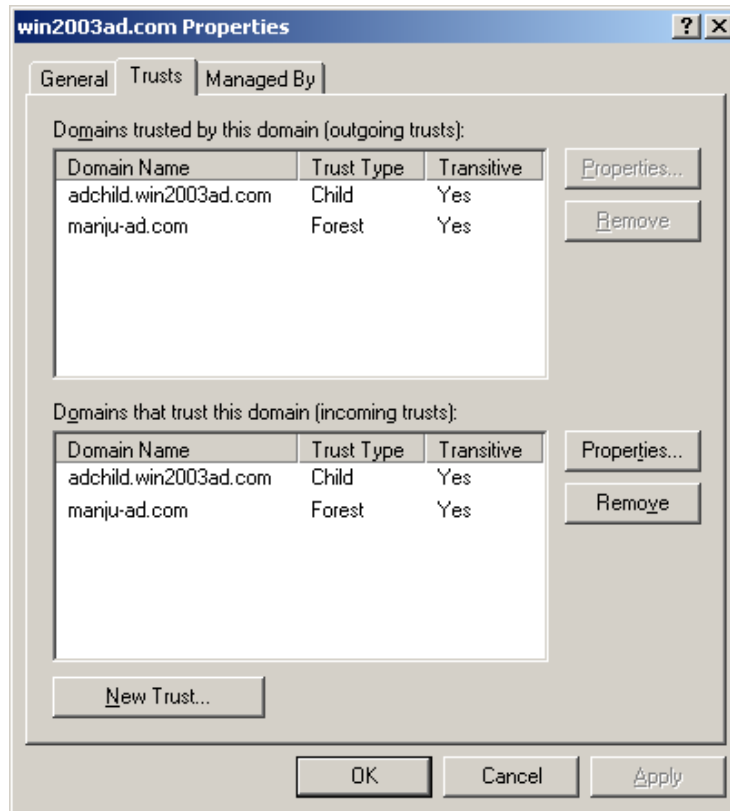 win2003ad.com Properties
? X
General Trusts Managed By
Domains trusted by this domain (outgoing trusts):
Domain Name Trust Type Transitive
adchild.win2003ad.com Child Yes
manju-ad.com Forest Yes
Properties...
Remove
Domains that trust this domain (incoming trusts):
Domain Name Trust Type Transitive
adchild.win2003ad.com Child Yes
manju-ad.com Forest Yes
Properties...
Remove
New Trust...
OK Cancel Apply